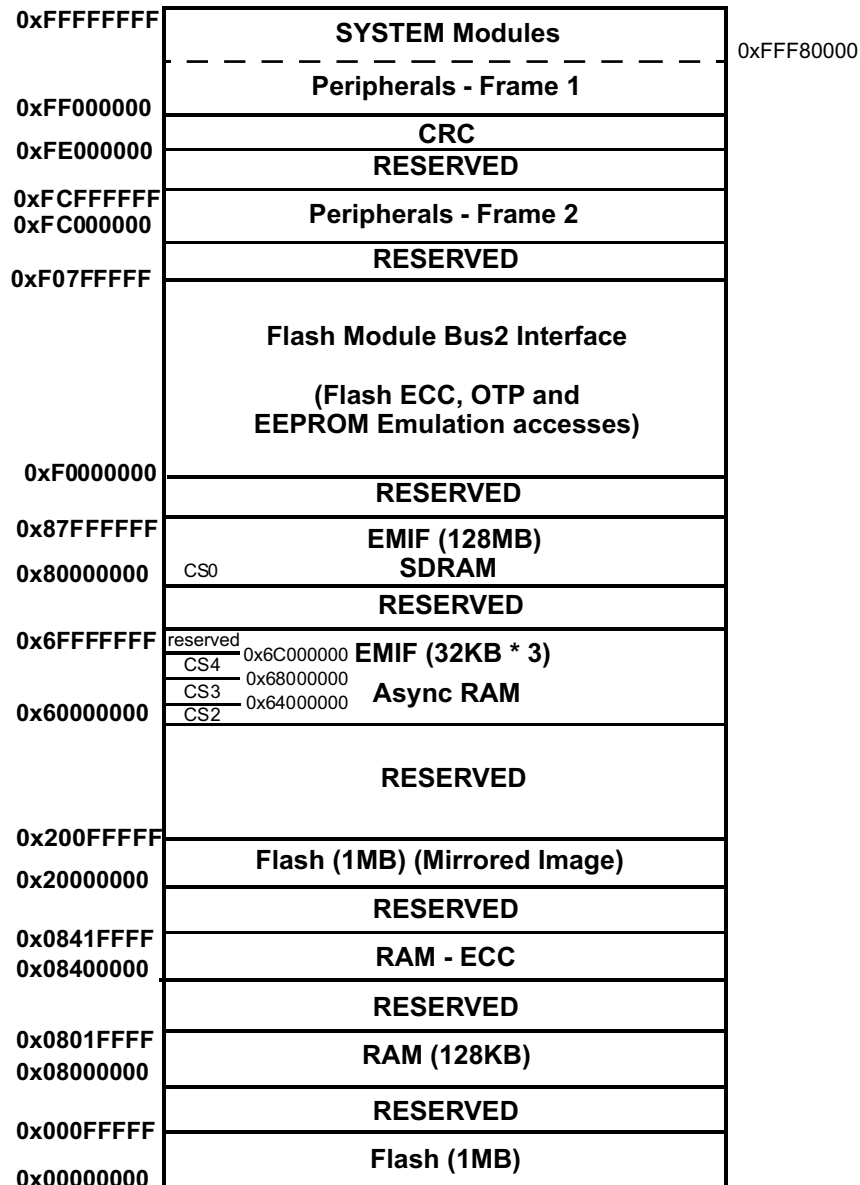 0xFFFFFFFF
SYSTEM Modules
0xFFF80000
Peripherals - Frame 1
0xFF000000
CRC
0xFE000000
RESERVED
0xFCFFFFFF
Peripherals - Frame 2
0xFC000000
RESERVED
0xF07FFFFF
Flash Module Bus2 Interface
(Flash ECC, OTP and
EEPROM Emulation accesses)
0xF0000000
RESERVED
0x87FFFFFF
EMIF (128MB)
0x80000000 CS0 SDRAM
RESERVED
0x6FFFFFFF reserved
0x6C000000 EMIF (32KB * 3)
CS4
0x68000000
CS3 Async RAM
0x64000000
0x60000000 CS2
RESERVED
0x200FFFFF
Flash (1MB) (Mirrored Image)
0x20000000
RESERVED
0x0841FFFF
RAM - ECC
0x08400000
RESERVED
0x0801FFFF
RAM (128KB)
0x08000000
RESERVED
0x000FFFFF
Flash (1MB)
0x00000000